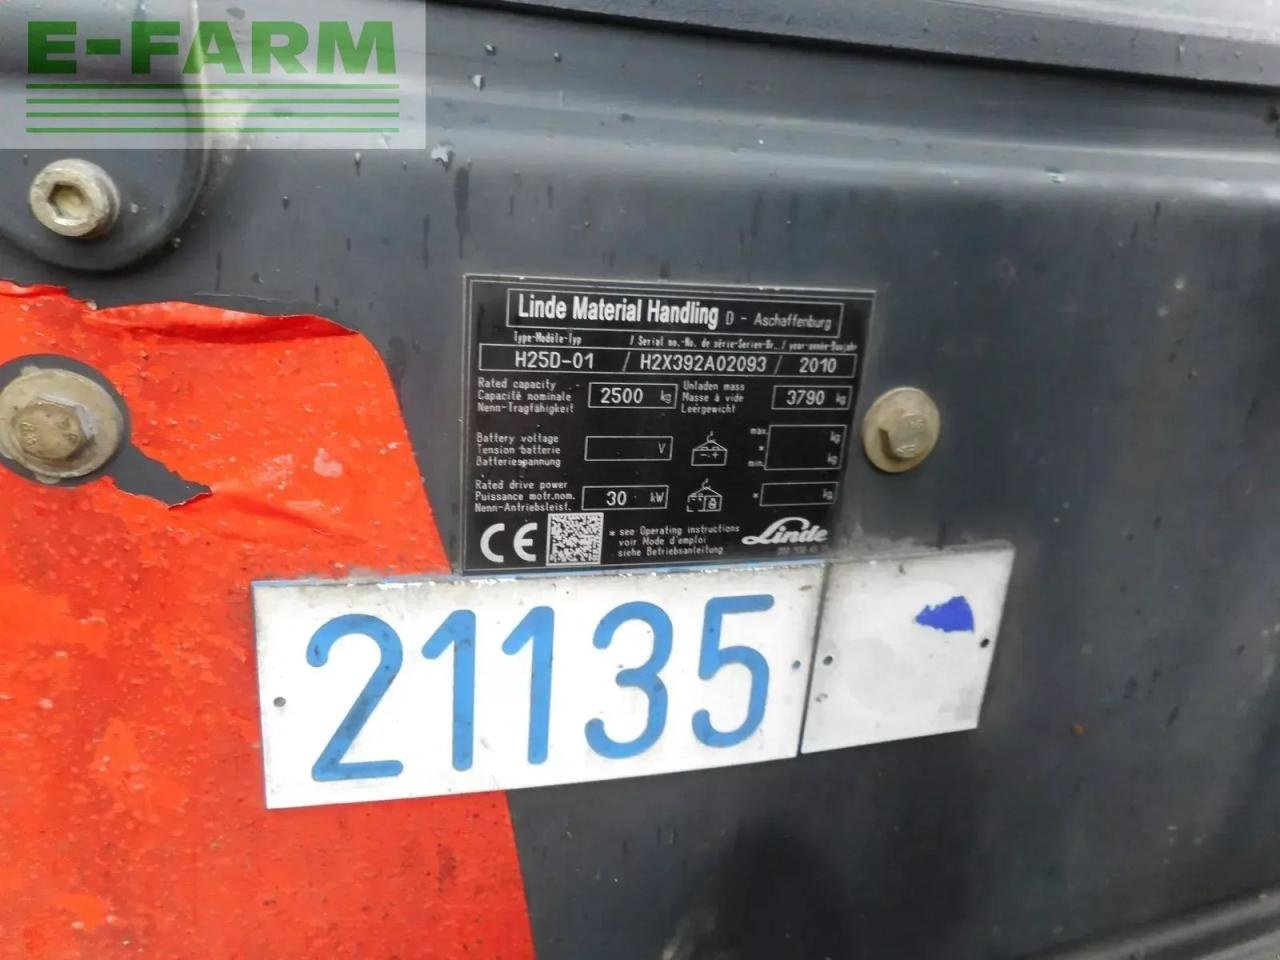 E-FARM
Linde Material Handling D - Aschaffenburg
Type-Modèle-Typ / Serial no.-No. de série-Serien-Nr. / year-année-Baujahr
H25D-01 / H2X392A02093 / 2010
Rated capacity
Capacité nominale
Nenn-Tragfähigkeit
2500 kg
Unladen mass
Masse à vide
Leergewicht
3790 kg
Battery voltage
Tension batterie
Batteriespannung
V
- +
max. kg
*
min. kg
Rated drive power
Puissance motr.nom.
Nenn-Antriebsleist.
30 kW
* kg
CE
* see Operating instructions
voir Mode d'emploi
siehe Betriebsanleitung
Linde
21135